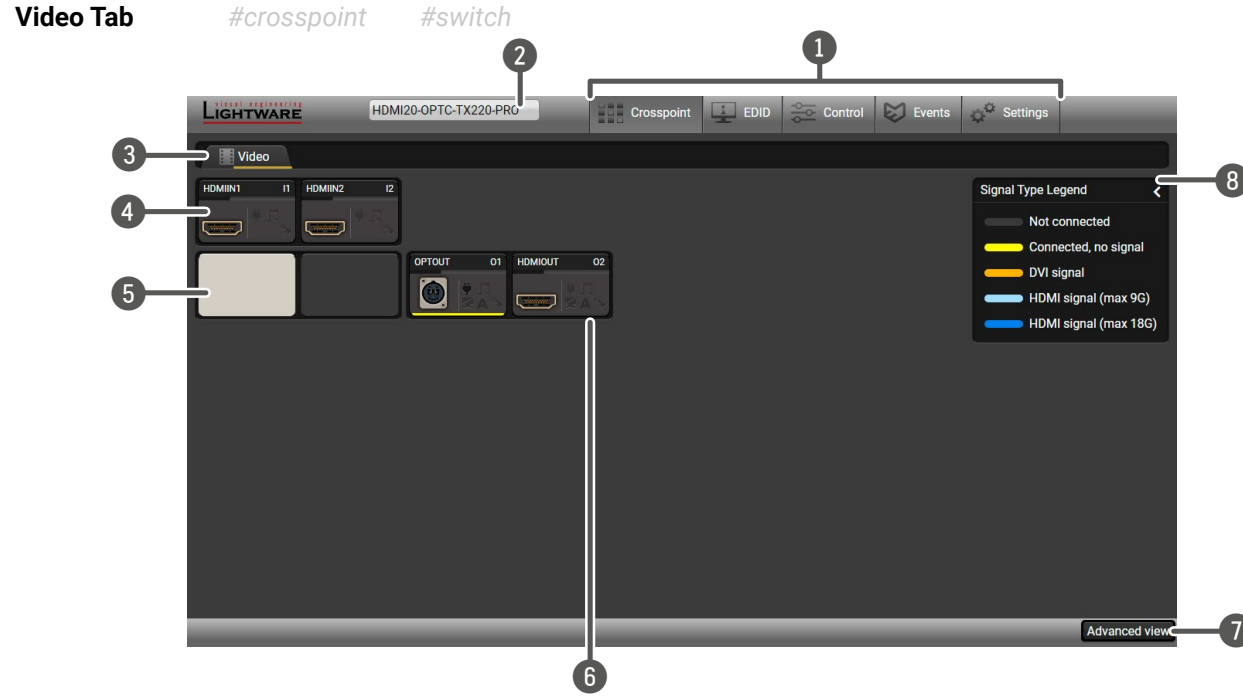 Video Tab #crosspoint #switch
2 1
visual engineering
LIGHTWARE HDMI20-OPTC-TX220-PRO Crosspoint EDID Control Events Settings
3 Video
HDMIIN1 I1 HDMIIN2 I2 Signal Type Legend < 8
4 Not connected
Connected, no signal
OPTOUT O1 HDMIOUT O2
DVI signal
5 A A HDMI signal (max 9G)
HDMI signal (max 18G)
Advanced view 7
6